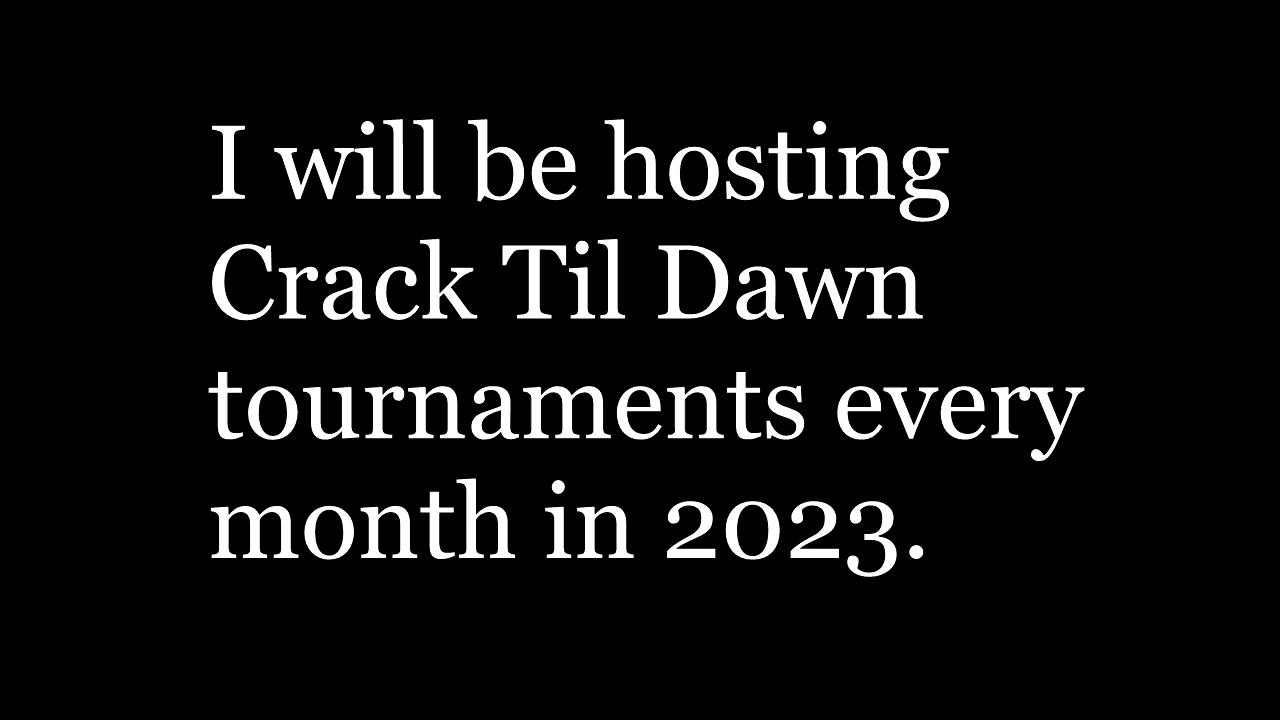 I will be hosting
Crack Til Dawn
tournaments every
month in 2023.